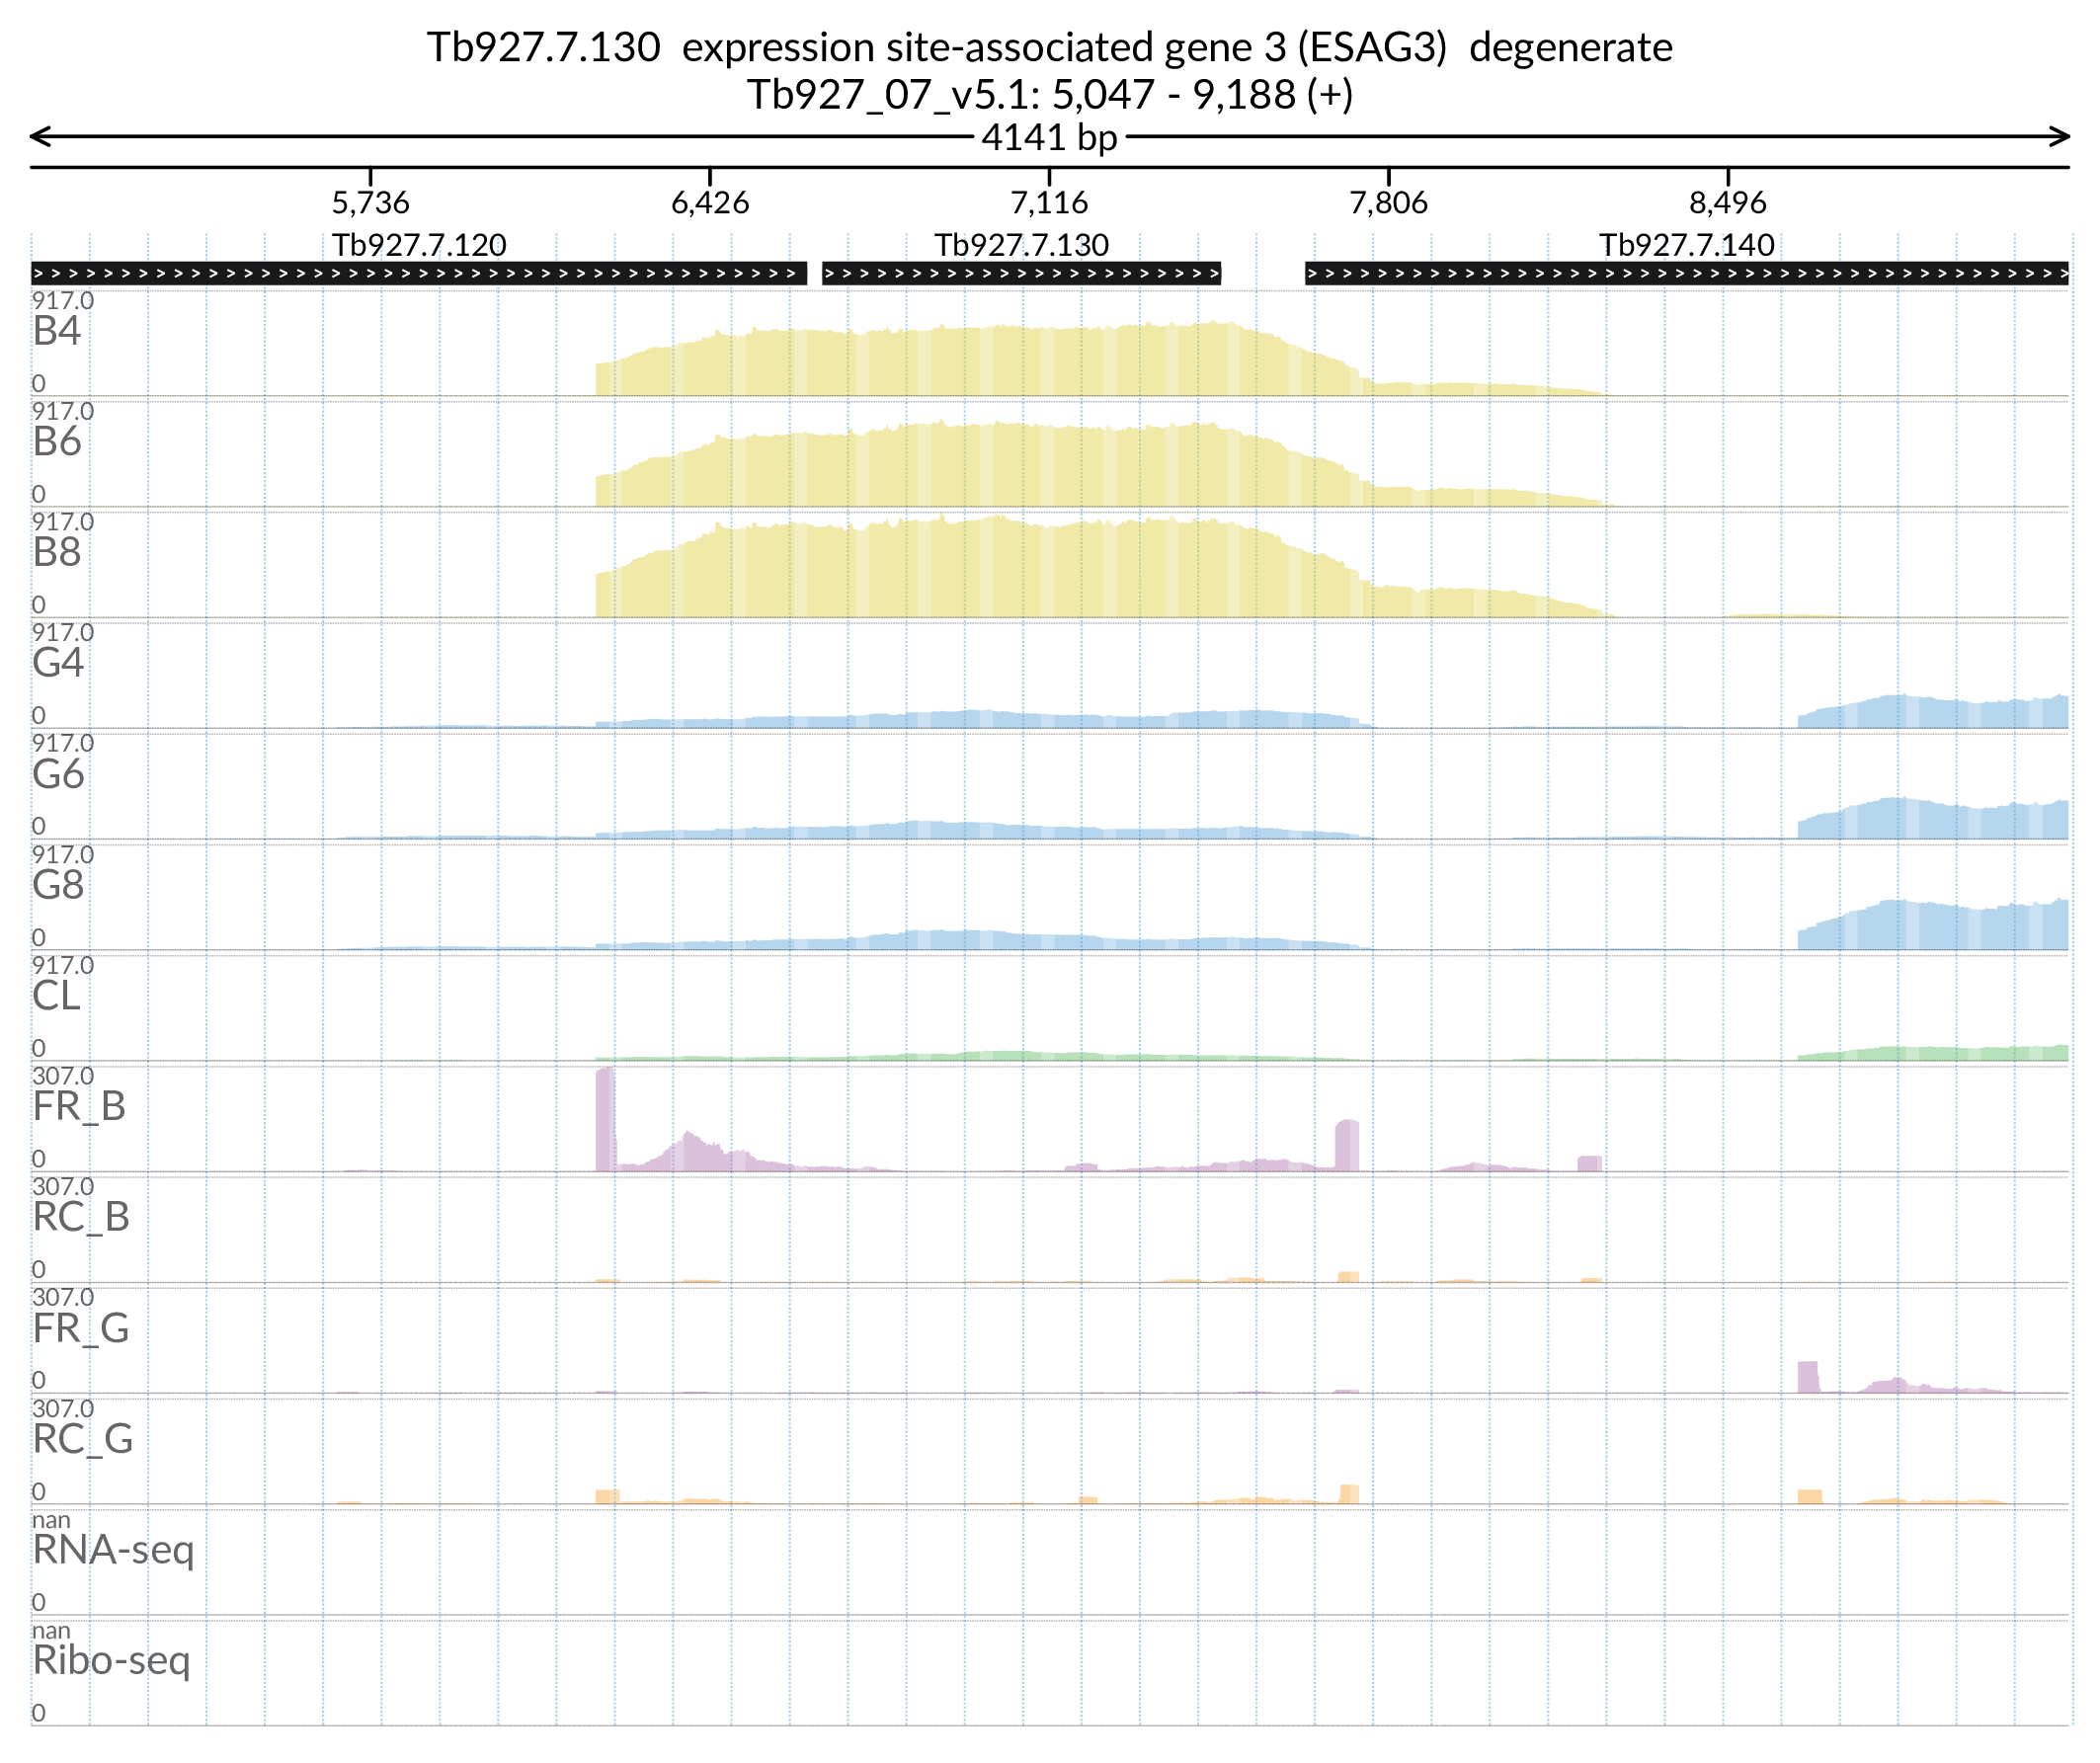 Tb927.7.130  expression site-associated gene 3 (ESAG3)  degenerate
Tb927_07_v5.1: 5,047 - 9,188 (+)
4141 bp
5,736 6,426 7,116 7,806 8,496
Tb927.7.120 Tb927.7.130 Tb927.7.140
917.0
B4
0
917.0
B6
0
917.0
B8
0
917.0
G4
0
917.0
G6
0
917.0
G8
0
917.0
CL
0
307.0
FR_B
0
307.0
RC_B
0
307.0
FR_G
0
307.0
RC_G
0
nan
RNA-seq
0
nan
Ribo-seq
0